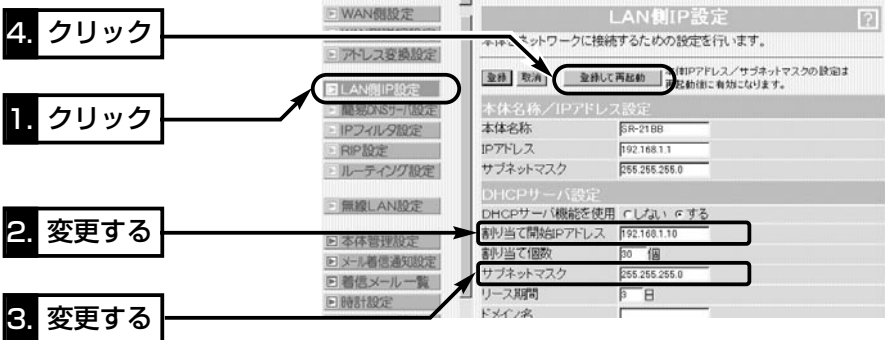 4. クリック
1. クリック
2. 変更する
3. 変更する
WAN側設定
アドレス変換設定
LAN側IP設定
簡易DNSサーバ設定
IPフィルタ設定
RIP設定
ルーティング設定
無線LAN設定
本体管理設定
メール着信通知設定
着信メール一覧
時計設定
LAN側IP設定 ?
本体をネットワークに接続するための設定を行います。
登録 取消 登録して再起動 本体IPアドレス/サブネットマスクの設定は
再起動後に有効になります。
本体名称/IPアドレス設定
本体名称 SR-21BB
IPアドレス 192.168.1.1
サブネットマスク 255.255.255.0
DHCPサーバ設定
DHCPサーバ機能を使用 しない する
割り当て開始IPアドレス 192.168.1.10
割り当て個数 30 個
サブネットマスク 255.255.255.0
リース期間 3 日
ドメイン名